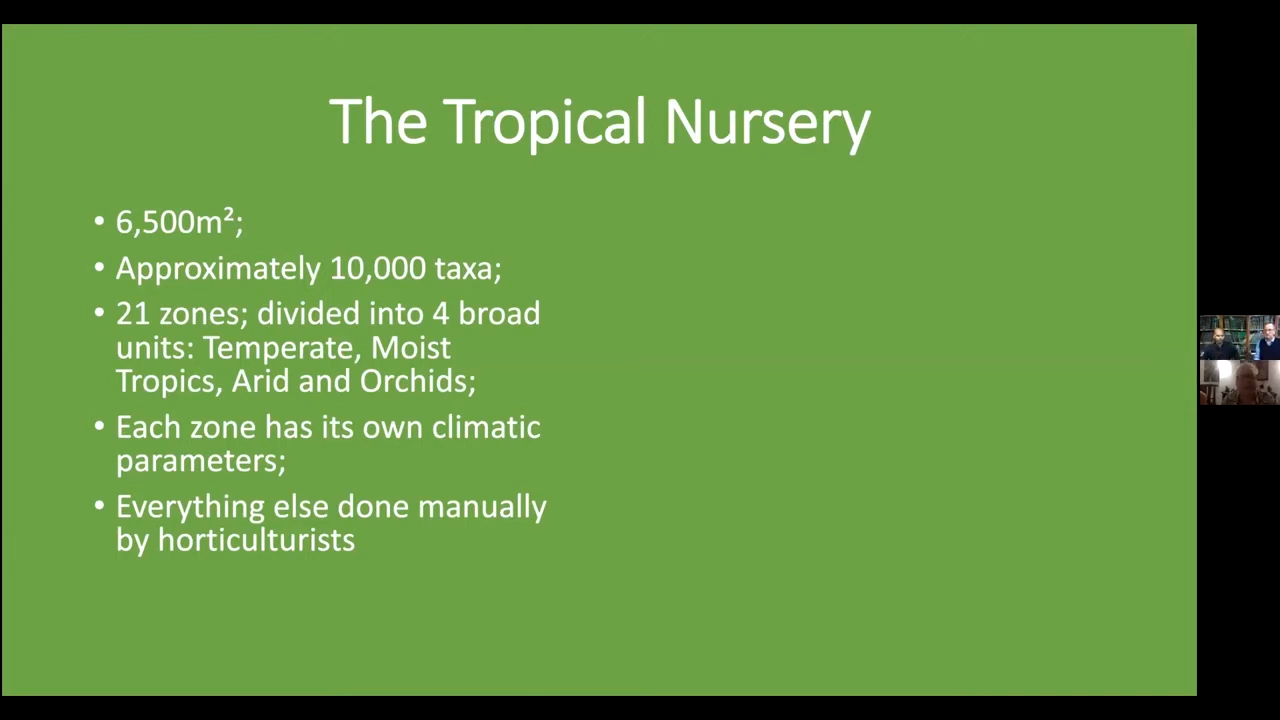 The Tropical Nursery
• 6,500m²;
• Approximately 10,000 taxa;
• 21 zones; divided into 4 broad
units: Temperate, Moist
Tropics, Arid and Orchids;
• Each zone has its own climatic
parameters;
• Everything else done manually
by horticulturists